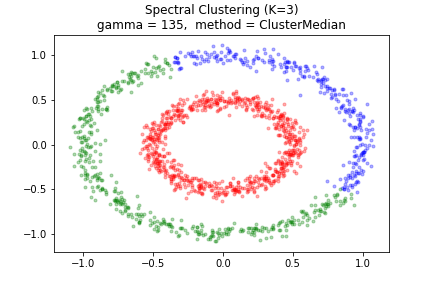 Spectral Clustering (K=3)
gamma = 135,  method = ClusterMedian
1.0
0.5
0.0
−0.5
−1.0
−1.0 −0.5 0.0 0.5 1.0